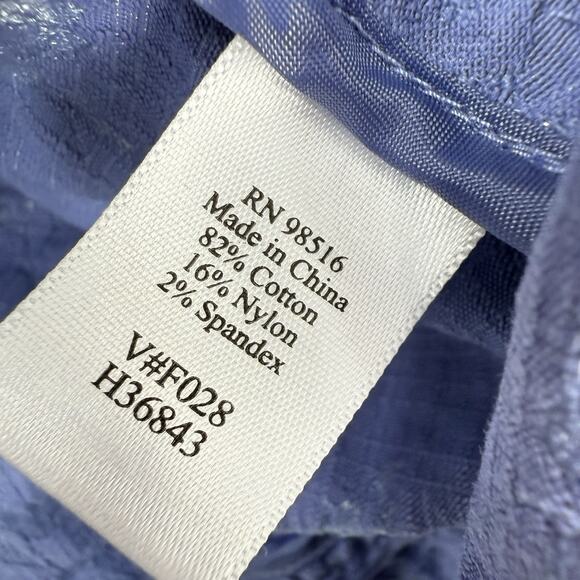 RN 98516
Made in China
82% Cotton
16% Nylon
2% Spandex
V#F028
H36843